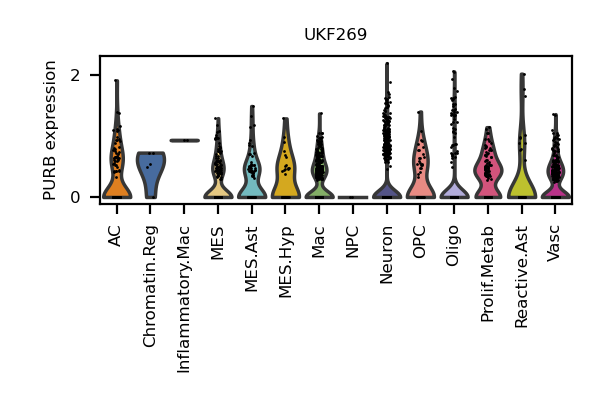 UKF269
PURB expression
2
0
AC
Chromatin.Reg
Inflammatory.Mac
MES
MES.Ast
MES.Hyp
Mac
NPC
Neuron
OPC
Oligo
Prolif.Metab
Reactive.Ast
Vasc